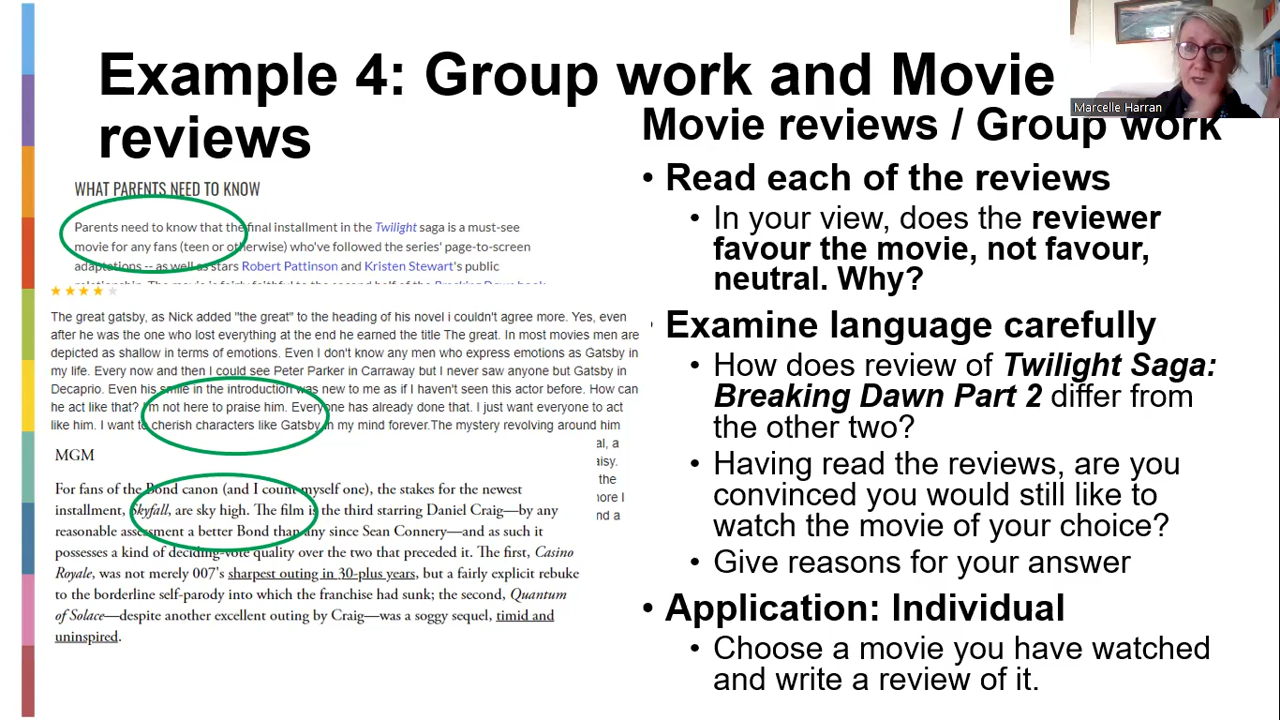 Example 4: Group work and Movie
reviews
Marcelle Harran
WHAT PARENTS NEED TO KNOW
Parents need to know that the final installment in the Twilight saga is a must-see
movie for any fans (teen or otherwise) who've followed the series' page-to-screen
adaptations -- as well as stars Robert Pattinson and Kristen Stewart's public
The great gatsby, as Nick added "the great" to the heading of his novel i couldn't agree more. Yes, even
after he was the one who lost everything at the end he earned the title The great. In most movies men are
depicted as shallow in terms of emotions. Even I don't know any men who express emotions as Gatsby in
my life. Every now and then I could see Peter Parker in Carraway but I never saw anyone but Gatsby in
Decaprio. Even his smile in the introduction was new to me as if I haven't seen this actor before. How can
he act like that? I'm not here to praise him. Everyone has already done that. I just want everyone to act
like him. I want to cherish characters like Gatsby in my mind forever.The mystery revolving around him
al, a
aisy.
the
ore I
nd a
MGM
For fans of the Bond canon (and I count myself one), the stakes for the newest
installment, Skyfall, are sky high. The film is the third starring Daniel Craig—by any
reasonable assessment a better Bond than any since Sean Connery—and as such it
possesses a kind of deciding-vote quality over the two that preceded it. The first, Casino
Royale, was not merely 007's sharpest outing in 30-plus years, but a fairly explicit rebuke
to the borderline self-parody into which the franchise had sunk; the second, Quantum
of Solace—despite another excellent outing by Craig—was a soggy sequel, timid and
uninspired.
Movie reviews / Group work
• Read each of the reviews
• In your view, does the reviewer
favour the movie, not favour,
neutral. Why?
• Examine language carefully
• How does review of Twilight Saga:
Breaking Dawn Part 2 differ from
the other two?
• Having read the reviews, are you
convinced you would still like to
watch the movie of your choice?
• Give reasons for your answer
• Application: Individual
• Choose a movie you have watched
and write a review of it.